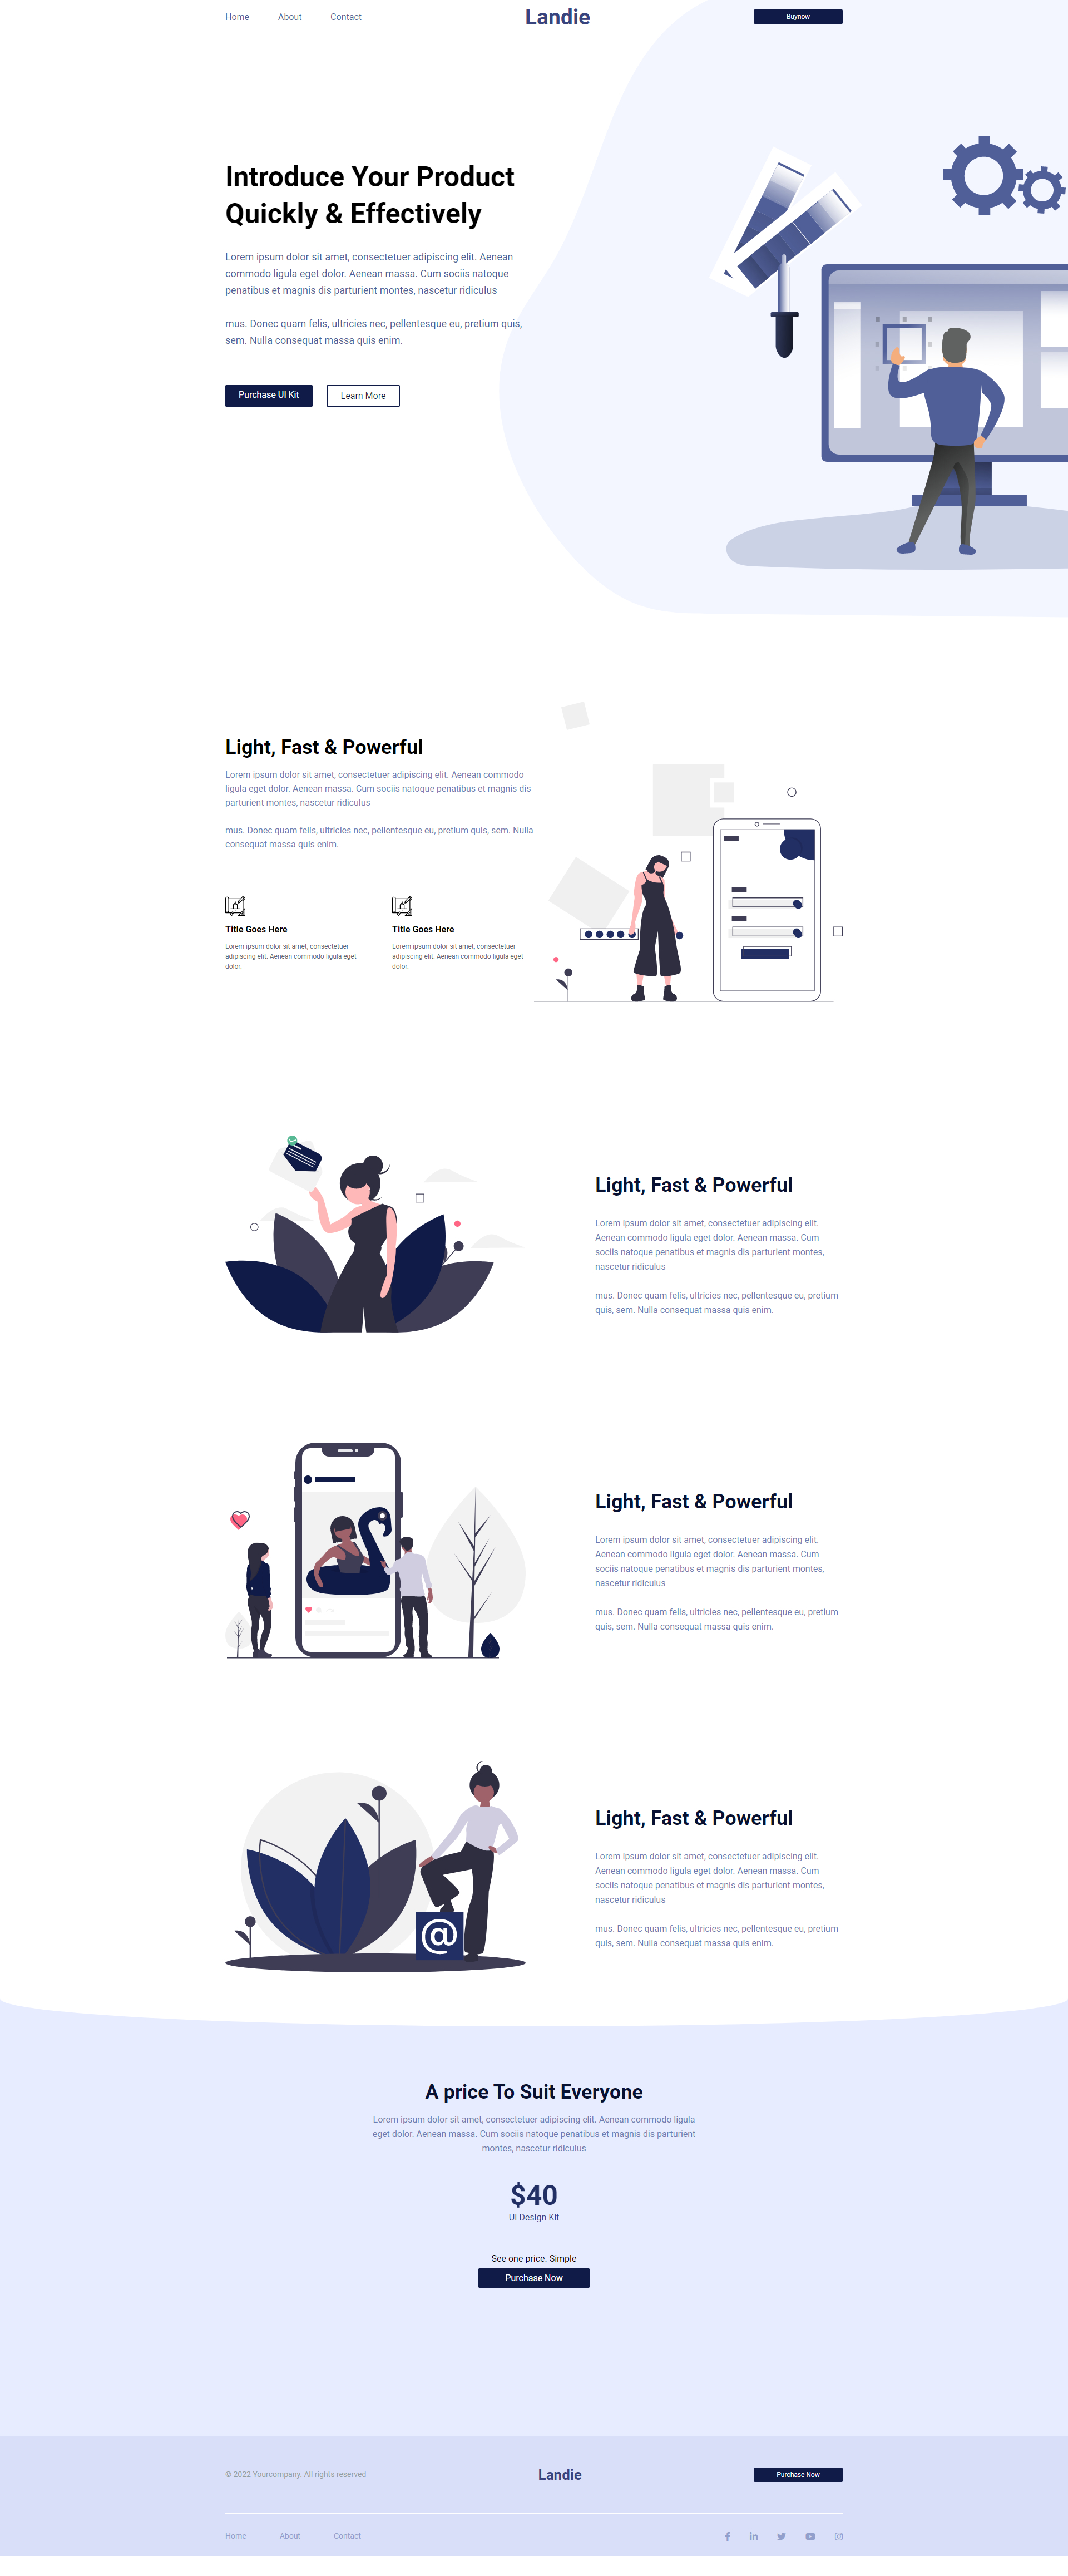 Home About Contact Landie Buynow
Introduce Your Product
Quickly & Effectively
Lorem ipsum dolor sit amet, consectetuer adipiscing elit. Aenean
commodo ligula eget dolor. Aenean massa. Cum sociis natoque
penatibus et magnis dis parturient montes, nascetur ridiculus
mus. Donec quam felis, ultricies nec, pellentesque eu, pretium quis,
sem. Nulla consequat massa quis enim.
Purchase UI Kit Learn More
Light, Fast & Powerful
Lorem ipsum dolor sit amet, consectetuer adipiscing elit. Aenean commodo
ligula eget dolor. Aenean massa. Cum sociis natoque penatibus et magnis dis
parturient montes, nascetur ridiculus
mus. Donec quam felis, ultricies nec, pellentesque eu, pretium quis, sem. Nulla
consequat massa quis enim.
Title Goes Here
Lorem ipsum dolor sit amet, consectetuer
adipiscing elit. Aenean commodo ligula eget
dolor.
Title Goes Here
Lorem ipsum dolor sit amet, consectetuer
adipiscing elit. Aenean commodo ligula eget
dolor.
Light, Fast & Powerful
Lorem ipsum dolor sit amet, consectetuer adipiscing elit.
Aenean commodo ligula eget dolor. Aenean massa. Cum
sociis natoque penatibus et magnis dis parturient montes,
nascetur ridiculus
mus. Donec quam felis, ultricies nec, pellentesque eu, pretium
quis, sem. Nulla consequat massa quis enim.
Light, Fast & Powerful
Lorem ipsum dolor sit amet, consectetuer adipiscing elit.
Aenean commodo ligula eget dolor. Aenean massa. Cum
sociis natoque penatibus et magnis dis parturient montes,
nascetur ridiculus
mus. Donec quam felis, ultricies nec, pellentesque eu, pretium
quis, sem. Nulla consequat massa quis enim.
@
Light, Fast & Powerful
Lorem ipsum dolor sit amet, consectetuer adipiscing elit.
Aenean commodo ligula eget dolor. Aenean massa. Cum
sociis natoque penatibus et magnis dis parturient montes,
nascetur ridiculus
mus. Donec quam felis, ultricies nec, pellentesque eu, pretium
quis, sem. Nulla consequat massa quis enim.
A price To Suit Everyone
Lorem ipsum dolor sit amet, consectetuer adipiscing elit. Aenean commodo ligula
eget dolor. Aenean massa. Cum sociis natoque penatibus et magnis dis parturient
montes, nascetur ridiculus
$40
UI Design Kit
See one price. Simple
Purchase Now
© 2022 Yourcompany. All rights reserved Landie Purchase Now
Home About Contact